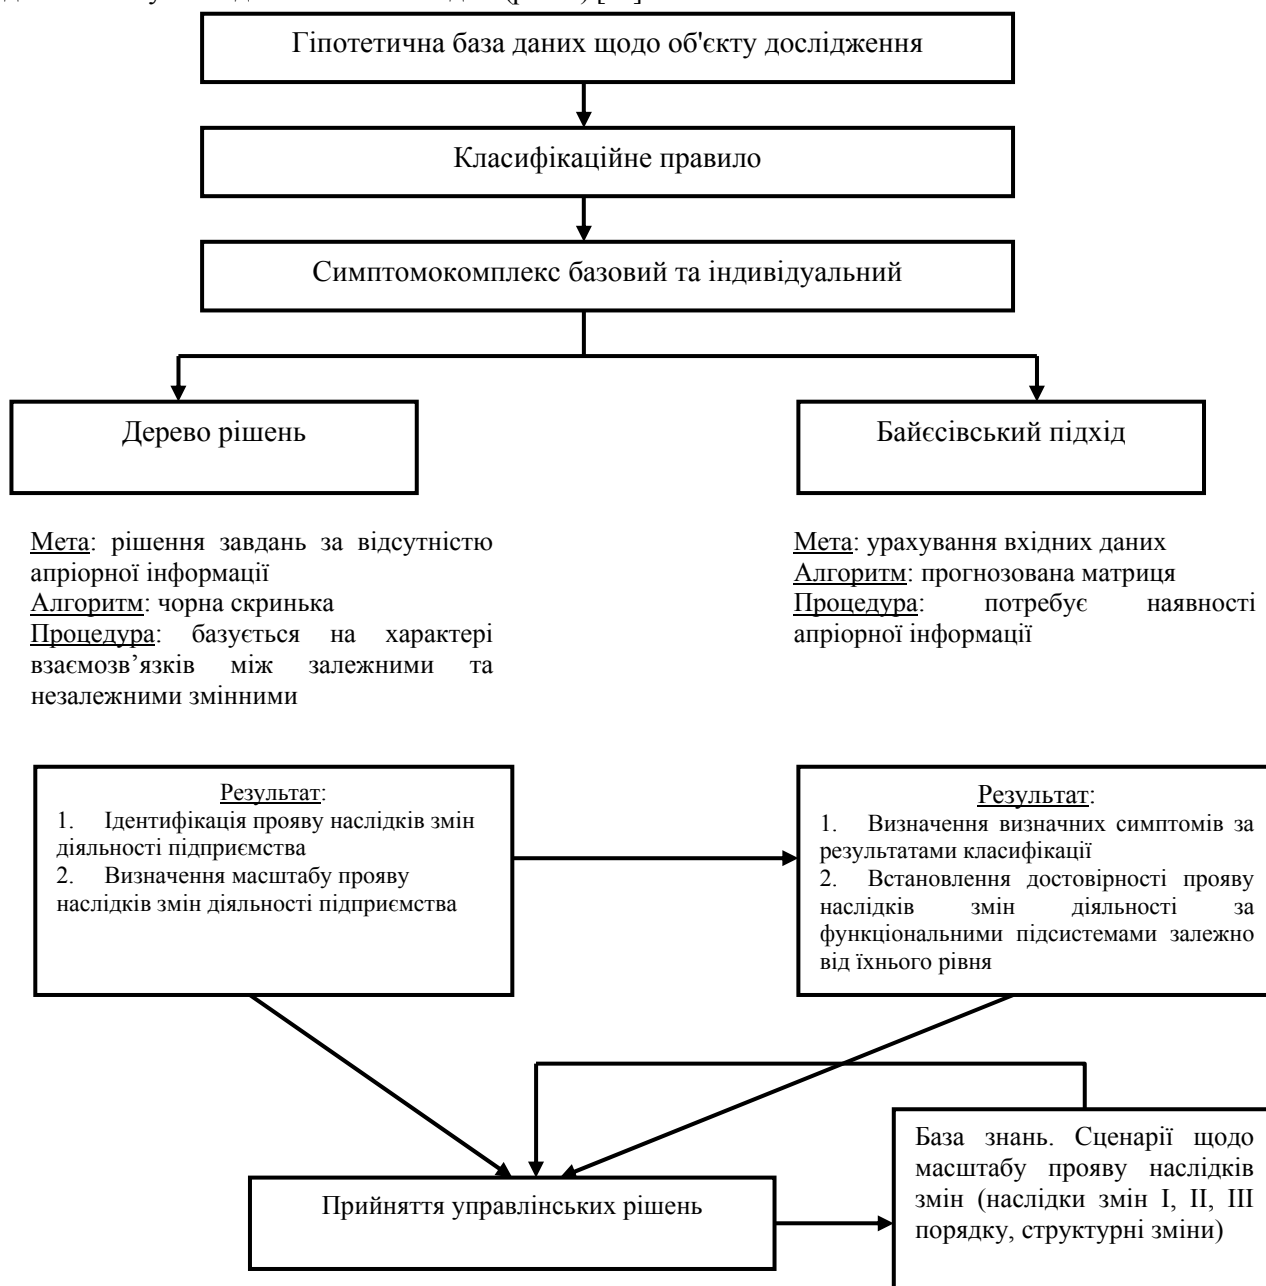 Гіпотетична база даних щодо об'єкту дослідження
Класифікаційне правило
Симптомокомплекс базовий та індивідуальний
Дерево рішень
Байєсівський підхід
Мета: рішення завдань за відсутністю
апріорної інформації
Алгоритм: чорна скринька
Процедура: базується на характері
взаємозв’язків між залежними та
незалежними змінними
Мета: урахування вхідних даних
Алгоритм: прогнозована матриця
Процедура: потребує наявності
апріорної інформації
Результат:
1. Ідентифікація прояву наслідків змін
діяльності підприємства
2. Визначення масштабу прояву
наслідків змін діяльності підприємства
Результат:
1. Визначення визначних симптомів за
результатами класифікації
2. Встановлення достовірності прояву
наслідків змін діяльності за
функціональними підсистемами залежно
від їхнього рівня
База знань. Сценарії щодо
масштабу прояву наслідків
змін (наслідки змін І, ІІ, ІІІ
порядку, структурні зміни)
Прийняття управлінських рішень